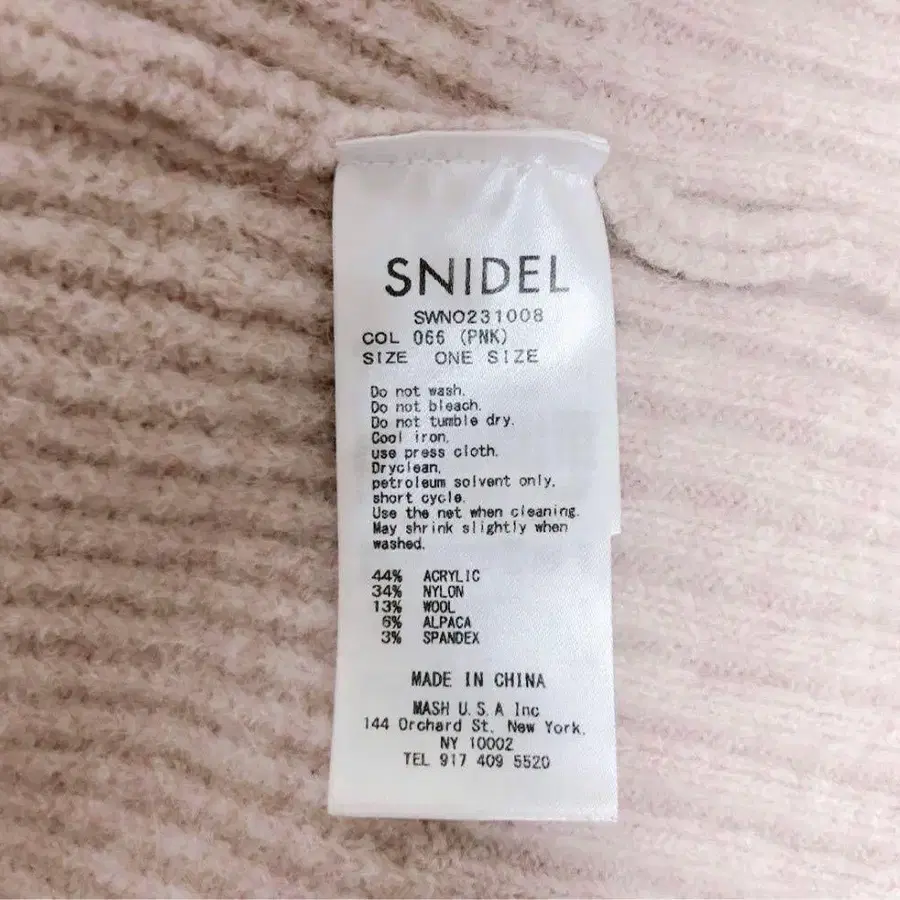 SNIDEL
SWNO231008
COL 066 (PNK)
SIZE ONE SIZE
Do not wash.
Do not bleach.
Do not tumble dry.
Cool iron,
use press cloth.
Dryclean,
petroleum solvent only,
short cycle.
Use the net when cleaning.
May shrink slightly when
washed.
44% ACRYLIC
34% NYLON
13% WOOL
6% ALPACA
3% SPANDEX
MADE IN CHINA
MASH U.S.A Inc
144 Orchard St, New York,
NY 10002
TEL 917 409 5520